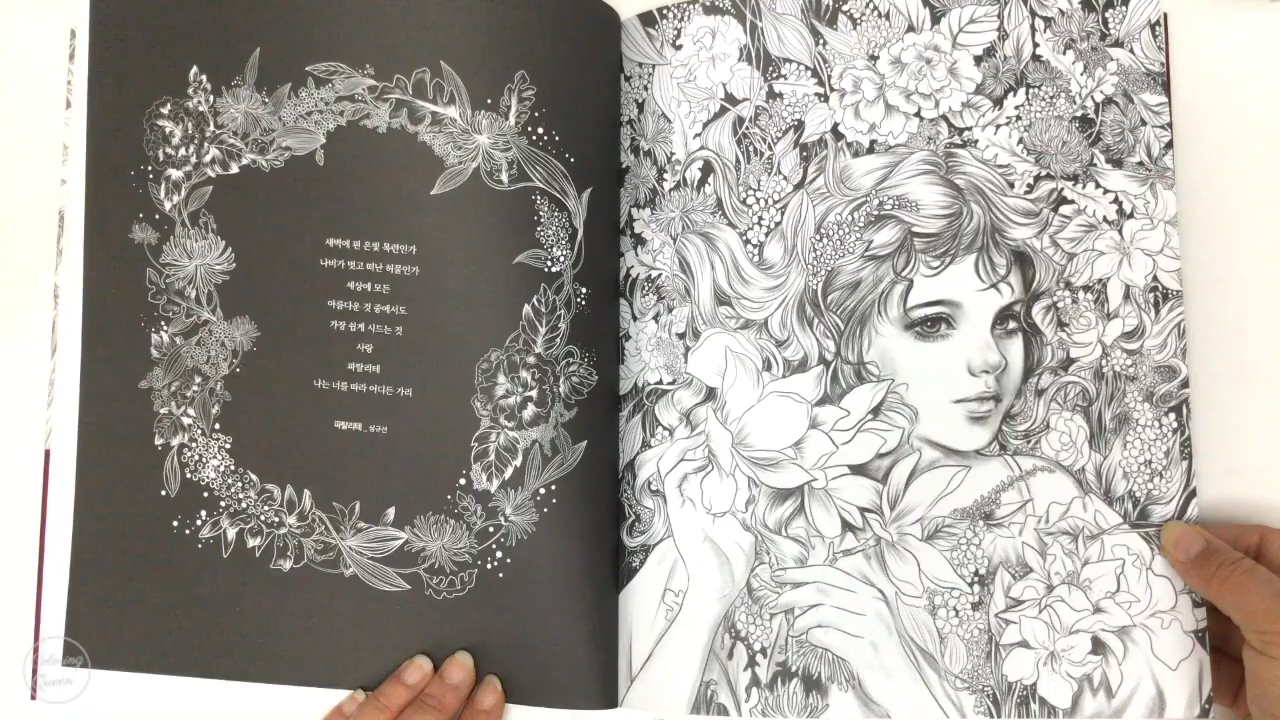 새벽에 핀 은빛 목련인가
나비가 벗고 떠난 허물인가
세상에 모든
아름다운 것 중에서도
가장 쉽게 시드는 것
사랑
파탈리테
나는 너를 따라 어디든 가리
파탈리테 _ 심규선
Coloring
Queen